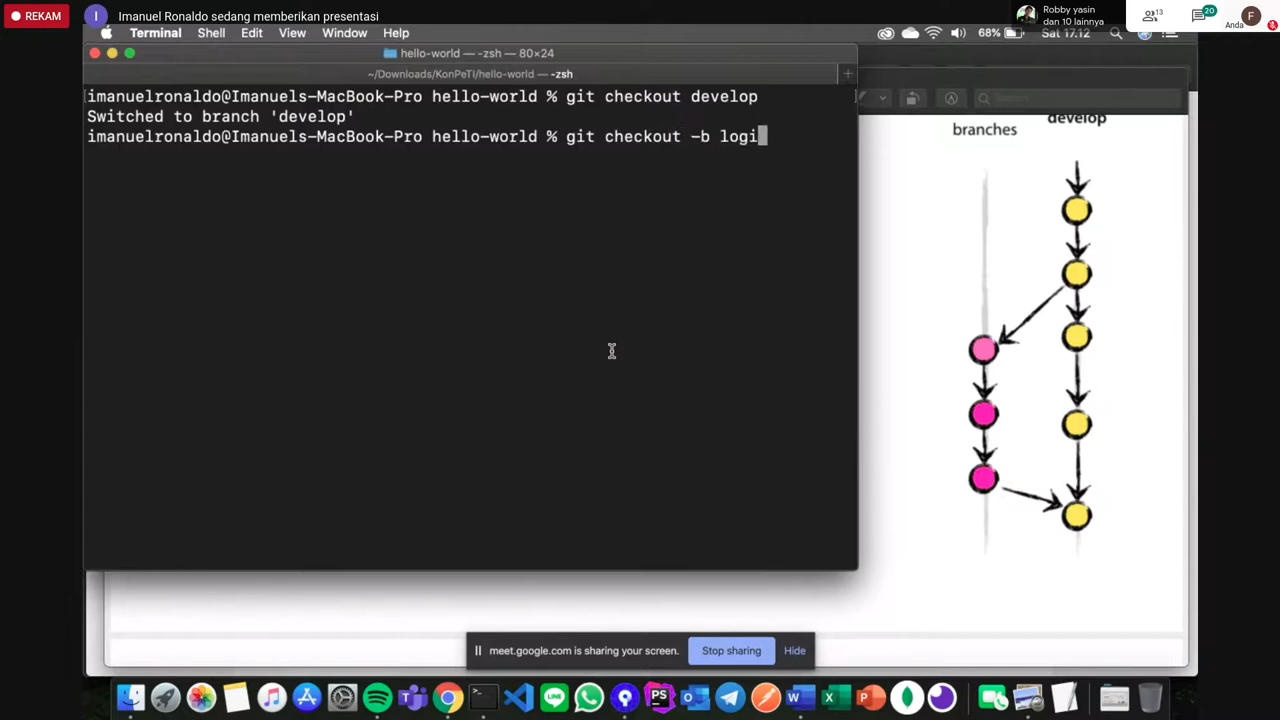 REKAM
I
Imanuel Ronaldo sedang memberikan presentasi
Robby yasin
dan 10 lainnya
13
20
F
Anda
Terminal Shell Edit View Window Help
68%
Sat 17.12
hello-world — -zsh — 80×24
~/Downloads/KonPeTI/hello-world — -zsh
+
imanuelronaldo@Imanuels-MacBook-Pro hello-world % git checkout develop
Switched to branch 'develop'
imanuelronaldo@Imanuels-MacBook-Pro hello-world % git checkout -b logi
Search
develop
branches
meet.google.com is sharing your screen.
Stop sharing
Hide